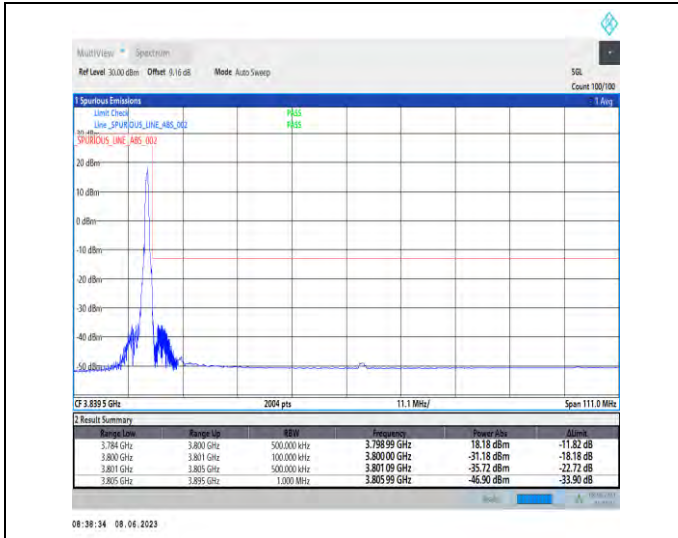 MultiView Spectrum
Ref Level 30.00 dBm Offset 9.16 dB Mode Auto Sweep SGL
Count 100/100
1 Spurious Emissions 1 Avg
Limit Check PASS
Line _SPURIOUS_LINE_ABS_002 PASS
30 dBm
_SPURIOUS_LINE_ABS_002
20 dBm
10 dBm
0 dBm
-10 dBm
-20 dBm
-30 dBm
-40 dBm
-50 dBm
CF 3.839 5 GHz 2004 pts 11.1 MHz/ Span 111.0 MHz
2 Result Summary
Range Low Range Up RBW Frequency Power Abs ΔLimit
3.784 GHz 3.800 GHz 500.000 kHz 3.798 99 GHz 18.18 dBm -11.82 dB
3.800 GHz 3.801 GHz 100.000 kHz 3.800 00 GHz -31.18 dBm -18.18 dB
3.801 GHz 3.805 GHz 500.000 kHz 3.801 09 GHz -35.72 dBm -22.72 dB
3.805 GHz 3.895 GHz 1.000 MHz 3.805 99 GHz -46.90 dBm -33.90 dB
08:38:34 08.06.2023